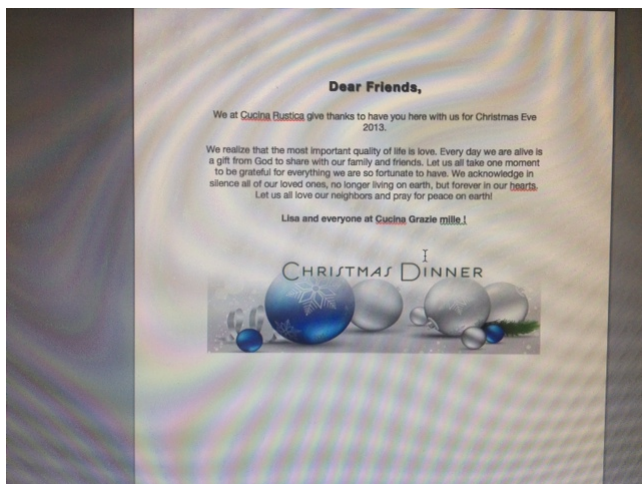 Dear Friends,
We at Cucina Rustica give thanks to have you here with us for Christmas Eve
2013.
We realize that the most important quality of life is love. Every day we are alive is
a gift from God to share with our family and friends. Let us all take one moment
to be grateful for everything we are so fortunate to have. We acknowledge in
silence all of our loved ones, no longer living on earth, but forever in our hearts.
Let us all love our neighbors and pray for peace on earth!
Lisa and everyone at Cucina Grazie mille !
CHRISTMAS DINNER